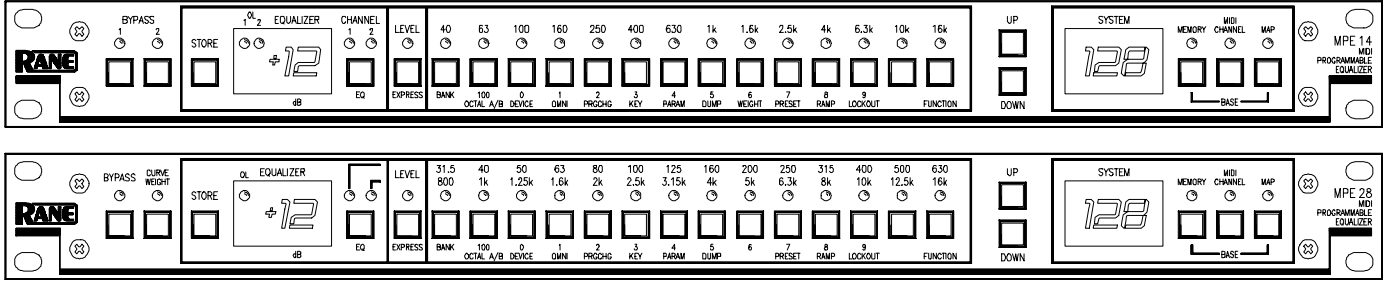 BYPASS
1 2
RANE
STORE
OL
1 2
EQUALIZER
+12
dB
CHANNEL
1 2
EQ
LEVEL
EXPRESS
40 63 100 160 250 400 630 1k 1.6k 2.5k 4k 6.3k 10k 16k
100 0 1 2 3 4 5 6 7 8 9
BANK OCTAL A/B DEVICE OMNI PRGCHG KEY PARAM DUMP WEIGHT PRESET RAMP LOCKOUT FUNCTION
UP
DOWN
SYSTEM
128
MEMORY MIDI CHANNEL MAP
BASE
MPE 14
MIDI
PROGRAMMABLE
EQUALIZER
BYPASS CURVE WEIGHT
RANE
STORE
OL EQUALIZER
+12
dB
EQ
LEVEL
EXPRESS
31.5 40 50 63 80 100 125 160 200 250 315 400 500 630
800 1k 1.25k 1.6k 2k 2.5k 3.15k 4k 5k 6.3k 8k 10k 12.5k 16k
100 0 1 2 3 4 5 6 7 8 9
BANK OCTAL A/B DEVICE OMNI PRGCHG KEY PARAM DUMP PRESET RAMP LOCKOUT FUNCTION
UP
DOWN
SYSTEM
128
MEMORY MIDI CHANNEL MAP
BASE
MPE 28
MIDI
PROGRAMMABLE
EQUALIZER